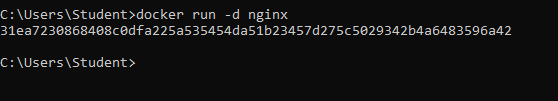 C:\Users\Student>docker run -d nginx
31ea7230868408c0dfa225a535454da51b23457d275c5029342b4a6483596a42
C:\Users\Student>